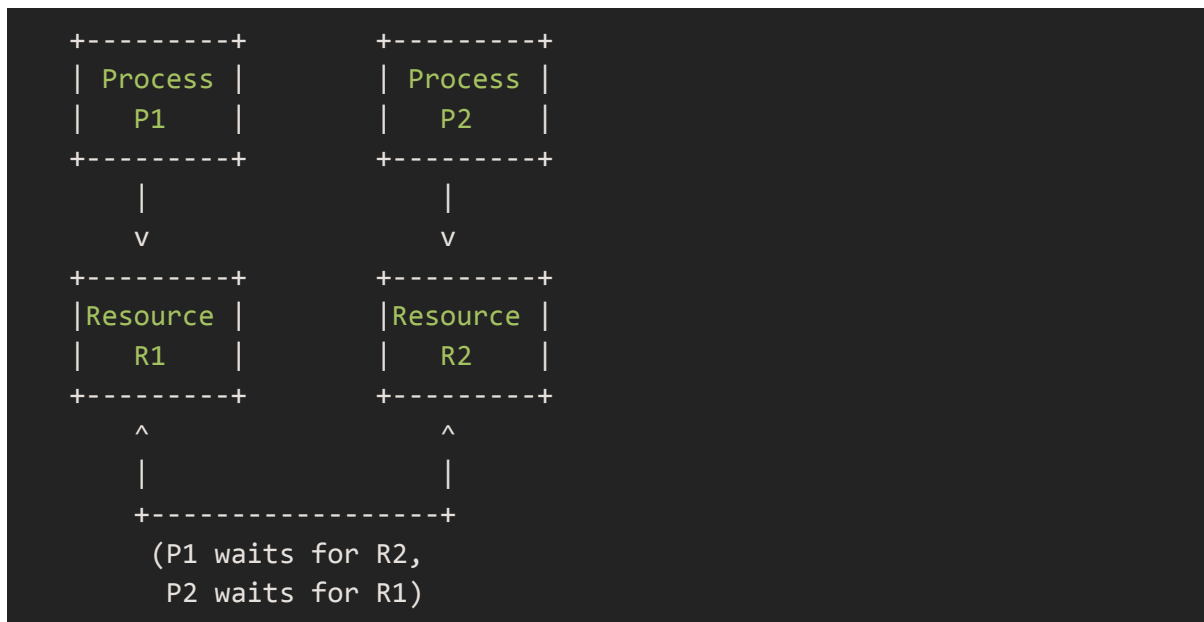 +---------+        +---------+
| Process |        | Process |
|   P1    |        |   P2    |
+---------+        +---------+
    |                  |
    v                  v
+---------+        +---------+
|Resource |        |Resource |
|   R1    |        |   R2    |
+---------+        +---------+
    ^                  ^
    |                  |
    +------------------+
     (P1 waits for R2,
      P2 waits for R1)